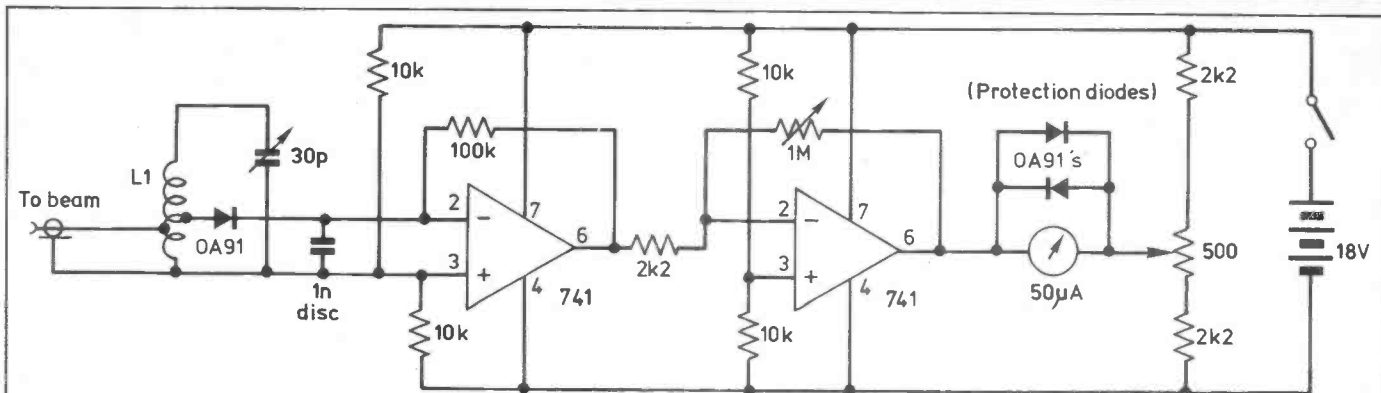 To beam
L1
30p
OA91
1n
disc
10k
100k
2
−
3
+
7
6
4
741
10k
2k2
10k
1M
2
−
3
+
7
6
4
741
10k
(Protection diodes)
OA91's
50µA
2k2
500
2k2
18V